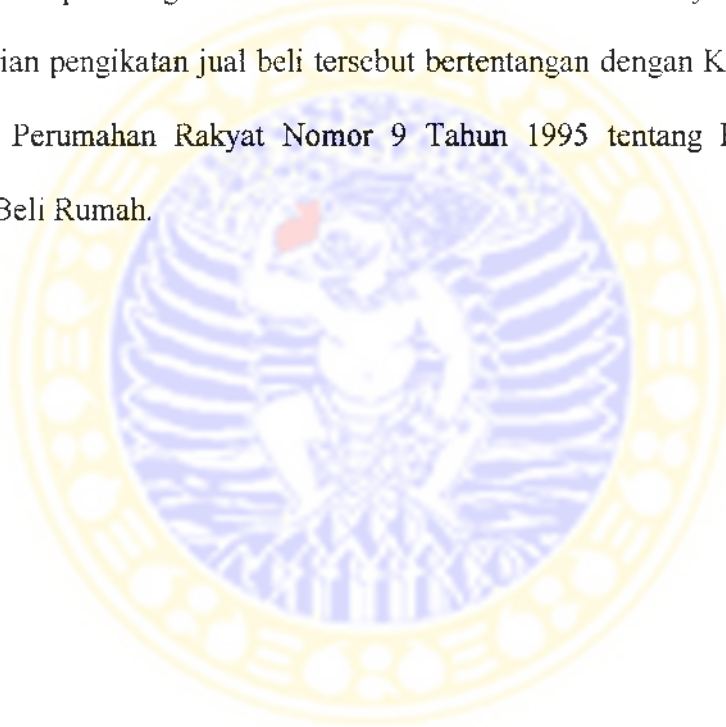 ian pengikatan jual beli tersebut bertentangan dengan K
Perumahan Rakyat Nomor 9 Tahun 1995 tentang
Beli Rumah.